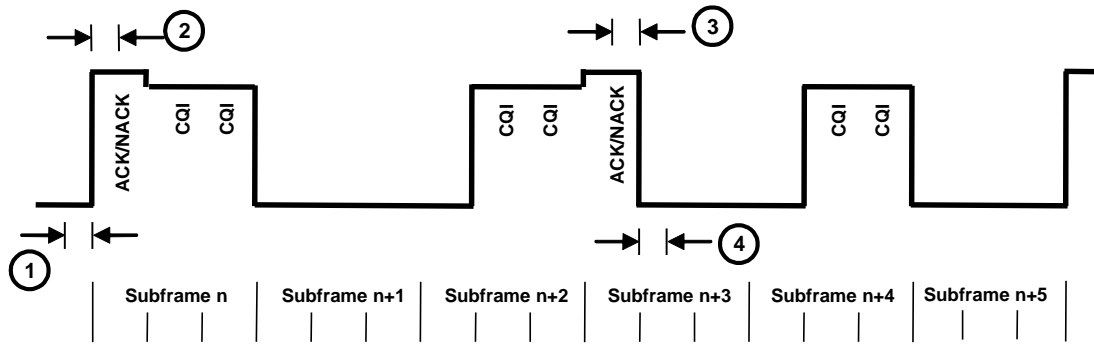 2
3
ACK/NACK
CQI
CQI
CQI
CQI
ACK/NACK
CQI
CQI
1
4
Subframe n
Subframe n+1
Subframe n+2
Subframe n+3
Subframe n+4
Subframe n+5